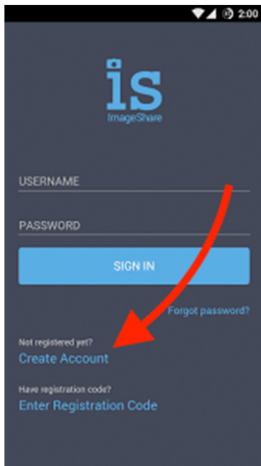 2:00
is
ImageShare
USERNAME
PASSWORD
SIGN IN
Forgot password?
Not registered yet?
Create Account
Have registration code?
Enter Registration Code